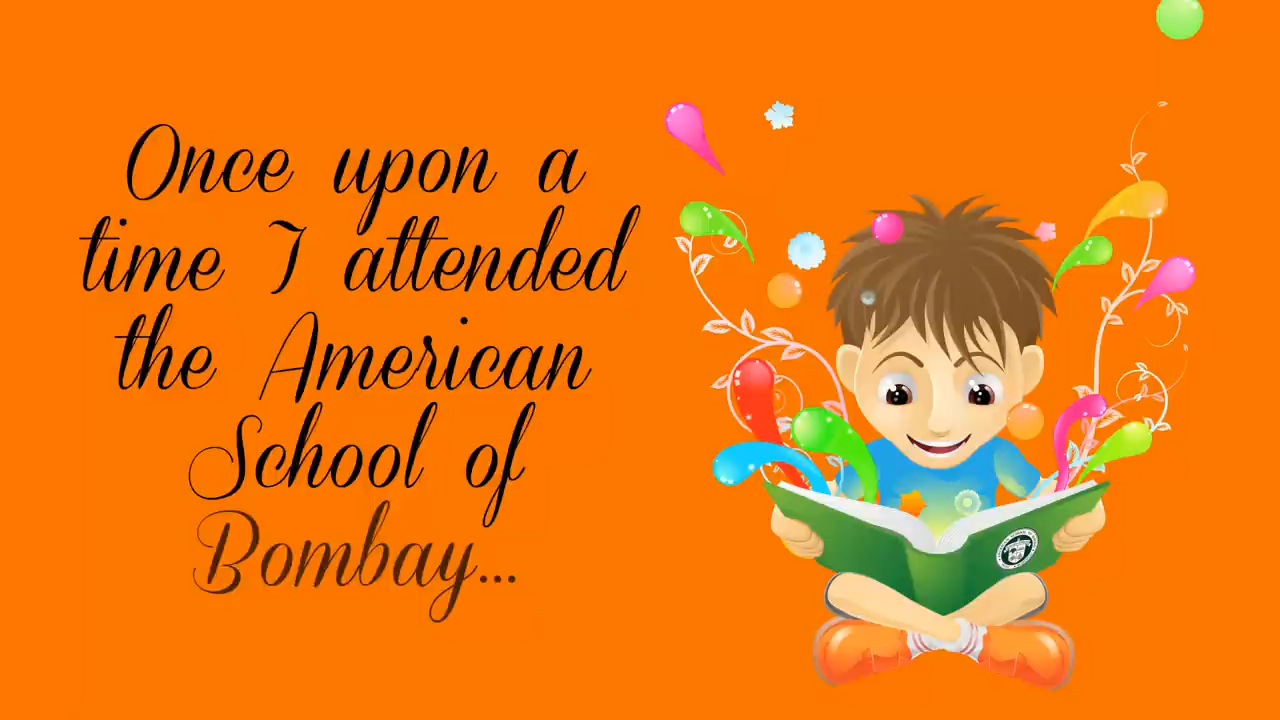 Once upon a
time I attended
the American
School of
Bombay...